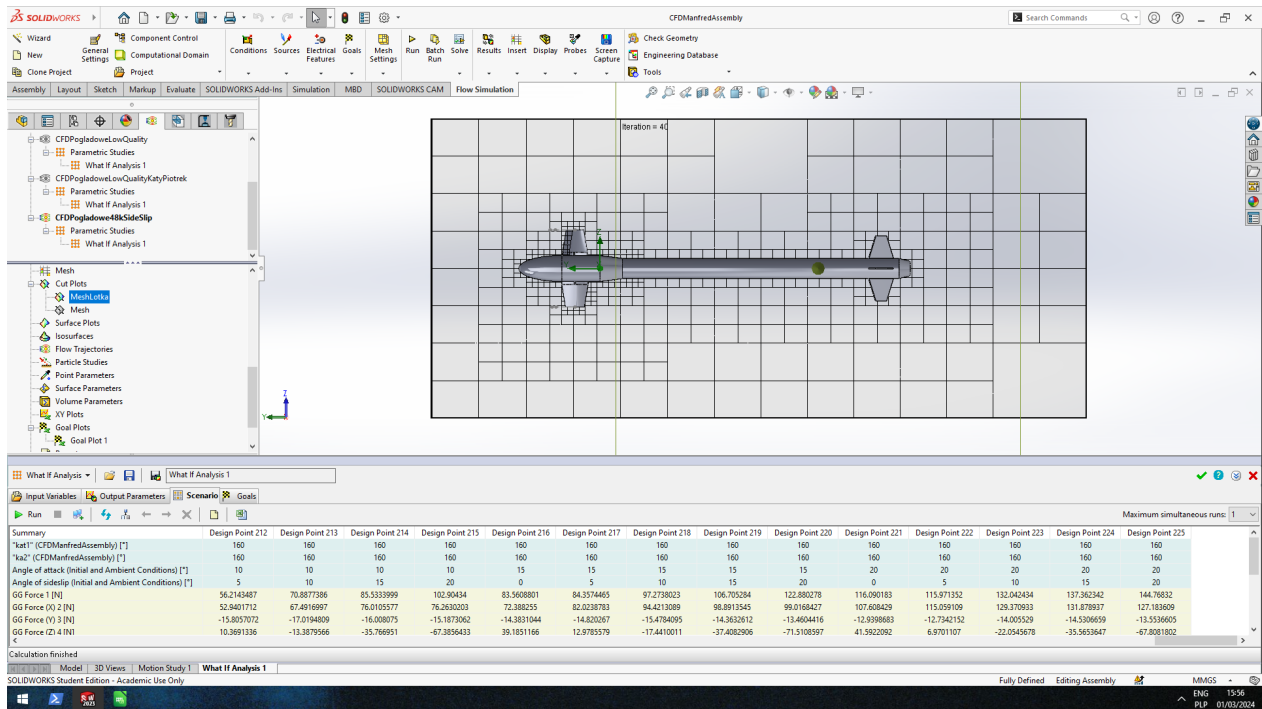 SOLIDWORKS
CFDManfredAssembly
Search Commands
Wizard
New
Clone Project
General Settings
Component Control
Computational Domain
Project
Conditions
Sources
Electrical Features
Goals
Mesh Settings
Run
Batch Run
Solve
Results
Insert
Display
Probes
Screen Capture
Check Geometry
Engineering Database
Tools
Assembly Layout Sketch Markup Evaluate SOLIDWORKS Add-Ins Simulation MBD SOLIDWORKS CAM Flow Simulation
CFDPogladoweLowQuality
Parametric Studies
What If Analysis 1
CFDPogladoweLowQualityKatyPiotrek
Parametric Studies
What If Analysis 1
CFDPogladowe48kSideSlip
Parametric Studies
What If Analysis 1
Mesh
Cut Plots
MeshLotka
Mesh
Surface Plots
Isosurfaces
Flow Trajectories
Particle Studies
Point Parameters
Surface Parameters
Volume Parameters
XY Plots
Goal Plots
Goal Plot 1
Iteration = 40
Z
Z
Y
What If Analysis
What If Analysis 1
Input Variables Output Parameters Scenario Goals
Run
Maximum simultaneous runs: 1
Summary Design Point 212 Design Point 213 Design Point 214 Design Point 215 Design Point 216 Design Point 217 Design Point 218 Design Point 219 Design Point 220 Design Point 221 Design Point 222 Design Point 223 Design Point 224 Design Point 225
"kat1" (CFDManfredAssembly) [°] 160 160 160 160 160 160 160 160 160 160 160 160 160 160
"ka2" (CFDManfredAssembly) [°] 160 160 160 160 160 160 160 160 160 160 160 160 160 160
Angle of attack (Initial and Ambient Conditions) [°] 10 10 10 10 15 15 15 15 15 20 20 20 20 20
Angle of sideslip (Initial and Ambient Conditions) [°] 5 10 15 20 0 5 10 15 20 0 5 10 15 20
GG Force 1 [N] 56.2143487 70.8877386 85.5333999 102.90434 83.5608801 84.3574465 97.2738023 106.705284 122.880278 116.090183 115.971352 132.042434 137.362342 144.76832
GG Force (X) 2 [N] 52.9401712 67.4916997 76.0105577 76.2630203 72.388255 82.0238783 94.4213089 98.8913545 99.0168427 107.608429 115.059109 129.370933 131.878937 127.183609
GG Force (Y) 3 [N] -15.8057072 -17.0194809 -16.008075 -15.1873062 -14.3831044 -14.820267 -15.4784095 -14.3632612 -13.4604416 -12.9398683 -12.7342152 -14.005529 -14.5306659 -13.5536605
GG Force (Z) 4 [N] 10.3691336 -13.3879566 -35.766951 -67.3856433 39.1851166 12.9785579 -17.4410011 -37.4082906 -71.5108597 41.5922092 6.9701107 -22.0545678 -35.5653647 -67.8081802
Calculation finished
Model 3D Views Motion Study 1 What If Analysis 1
SOLIDWORKS Student Edition - Academic Use Only
Fully Defined Editing Assembly MMGS
ENG 15:56
PLP 01/03/2024